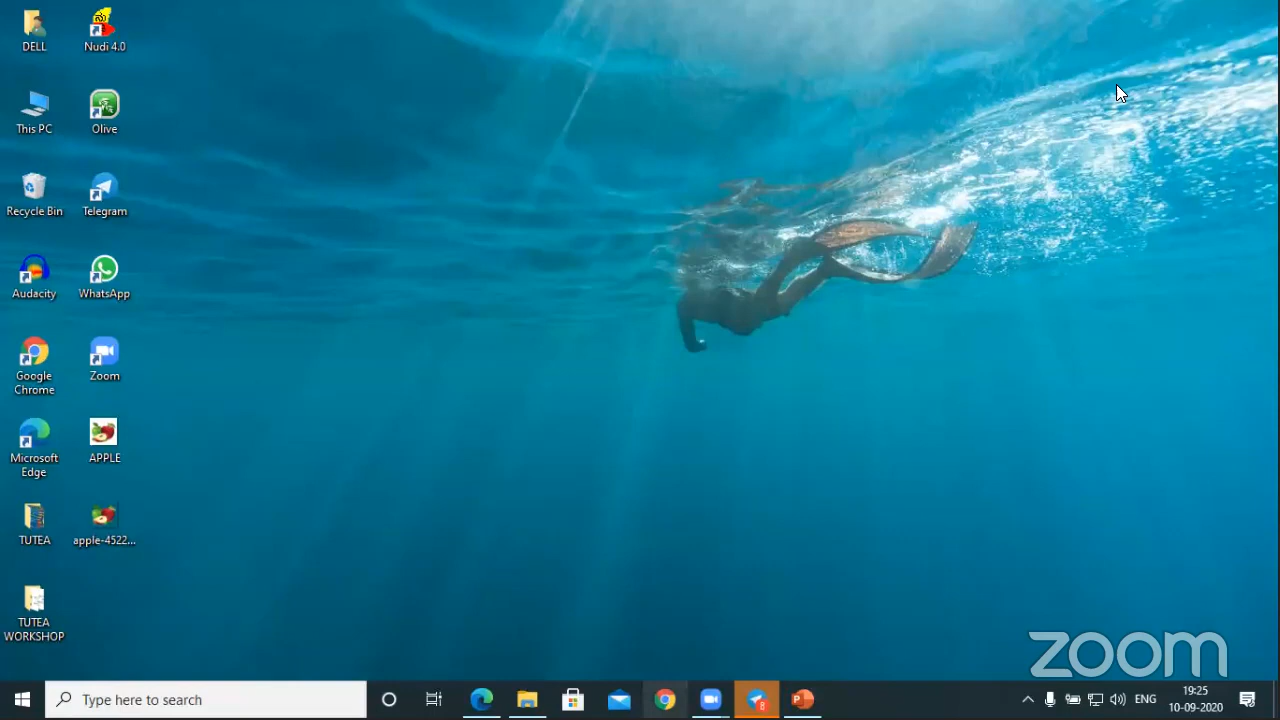 DELL
Nudi 4.0
This PC
Olive
Recycle Bin
Telegram
Audacity
WhatsApp
Google
Chrome
Zoom
Microsoft
Edge
APPLE
TUTEA
apple-4522...
TUTEA
WORKSHOP
zoom
Type here to search
8
ENG
19:25
10-09-2020